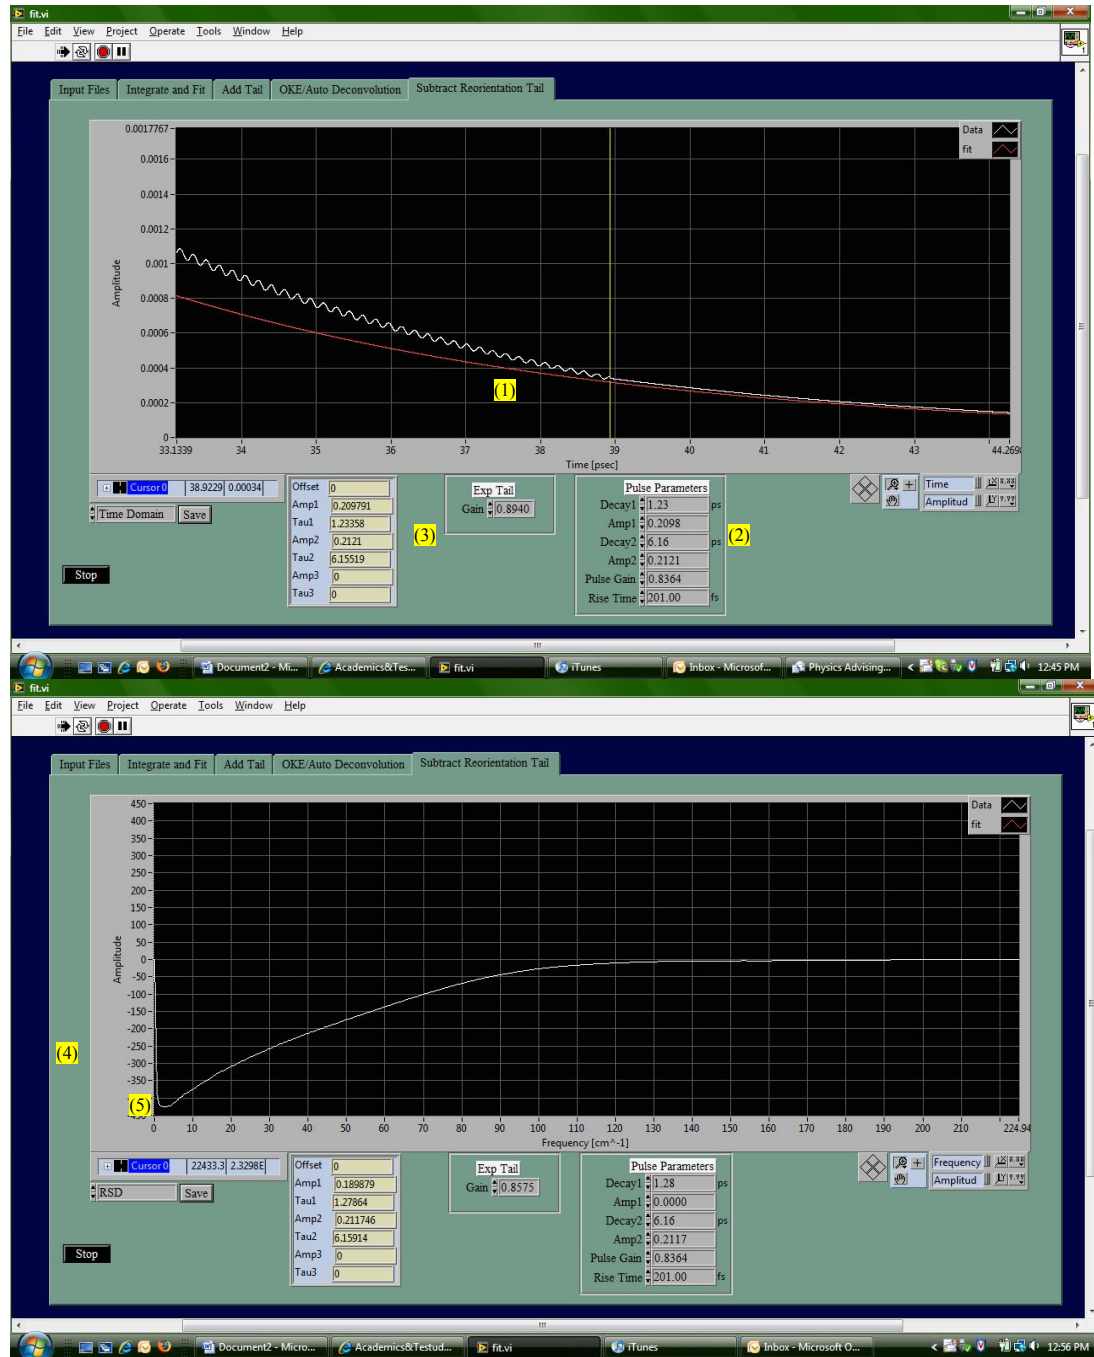 fit.vi
File Edit View Project Operate Tools Window Help
1
Input Files Integrate and Fit Add Tail OKE/Auto Deconvolution Subtract Reorientation Tail
Data
fit
0.0017767
0.0016
0.0014
0.0012
0.001
0.0008
0.0006
0.0004
0.0002
0
Amplitude
(1)
33.1339 34 35 36 37 38 39 40 41 42 43 44.2698
Time [psec]
Cursor 0 38.9229 0.00034
Time Domain Save
Stop
Offset 0
Amp1 0.209791
Tau1 1.23358
Amp2 0.2121
Tau2 6.15519
Amp3 0
Tau3 0
(3)
Exp Tail
Gain 0.8940
Pulse Parameters
Decay1 1.23 ps
Amp1 0.2098
Decay2 6.16 ps
Amp2 0.2121
Pulse Gain 0.8364
Rise Time 201.00 fs
(2)
Time
Amplitud
Document2 - Mi... Academics&Tes... fit.vi iTunes Inbox - Microsof... Physics Advising... 12:45 PM
fit.vi
File Edit View Project Operate Tools Window Help
Input Files Integrate and Fit Add Tail OKE/Auto Deconvolution Subtract Reorientation Tail
Data
fit
450
400
350
300
250
200
150
100
50
0
-50
-100
-150
-200
-250
-300
-350
Amplitude
(4)
(5)
0 10 20 30 40 50 60 70 80 90 100 110 120 130 140 150 160 170 180 190 200 210 224.94
Frequency [cm^-1]
Cursor 0 22433.3 2.3298E
RSD Save
Stop
Offset 0
Amp1 0.189879
Tau1 1.27864
Amp2 0.211746
Tau2 6.15914
Amp3 0
Tau3 0
Exp Tail
Gain 0.8575
Pulse Parameters
Decay1 1.28 ps
Amp1 0.0000
Decay2 6.16 ps
Amp2 0.2117
Pulse Gain 0.8364
Rise Time 201.00 fs
Frequency
Amplitud
Document2 - Micro... Academics&Testud... fit.vi iTunes Inbox - Microsoft O... 12:56 PM